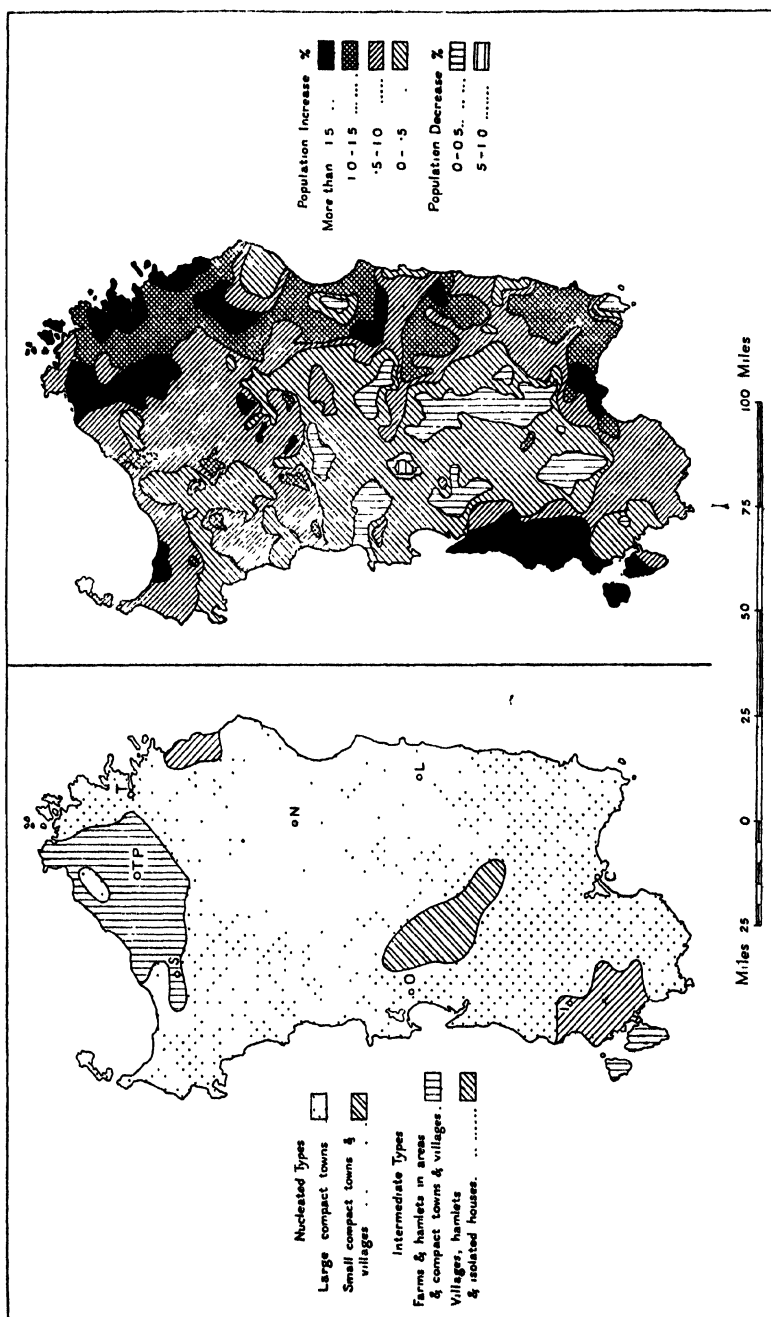 Nucleated Types
Large compact towns
Small compact towns &
villages . . . .
Intermediate Types
Farms & hamlets in areas
& compact towns & villages.
Villages, hamlets
& isolated houses. . . ........
T
TP
S
N
L
O
C
Population Increase %
More than 15 . .
10 - 15 .. .....
·5 - 10 ......
0 - ·5 .
Population Decrease %
0 - 05.. .. ...
5 - 10 .......
Miles 25 0 25 50 75 100 Miles